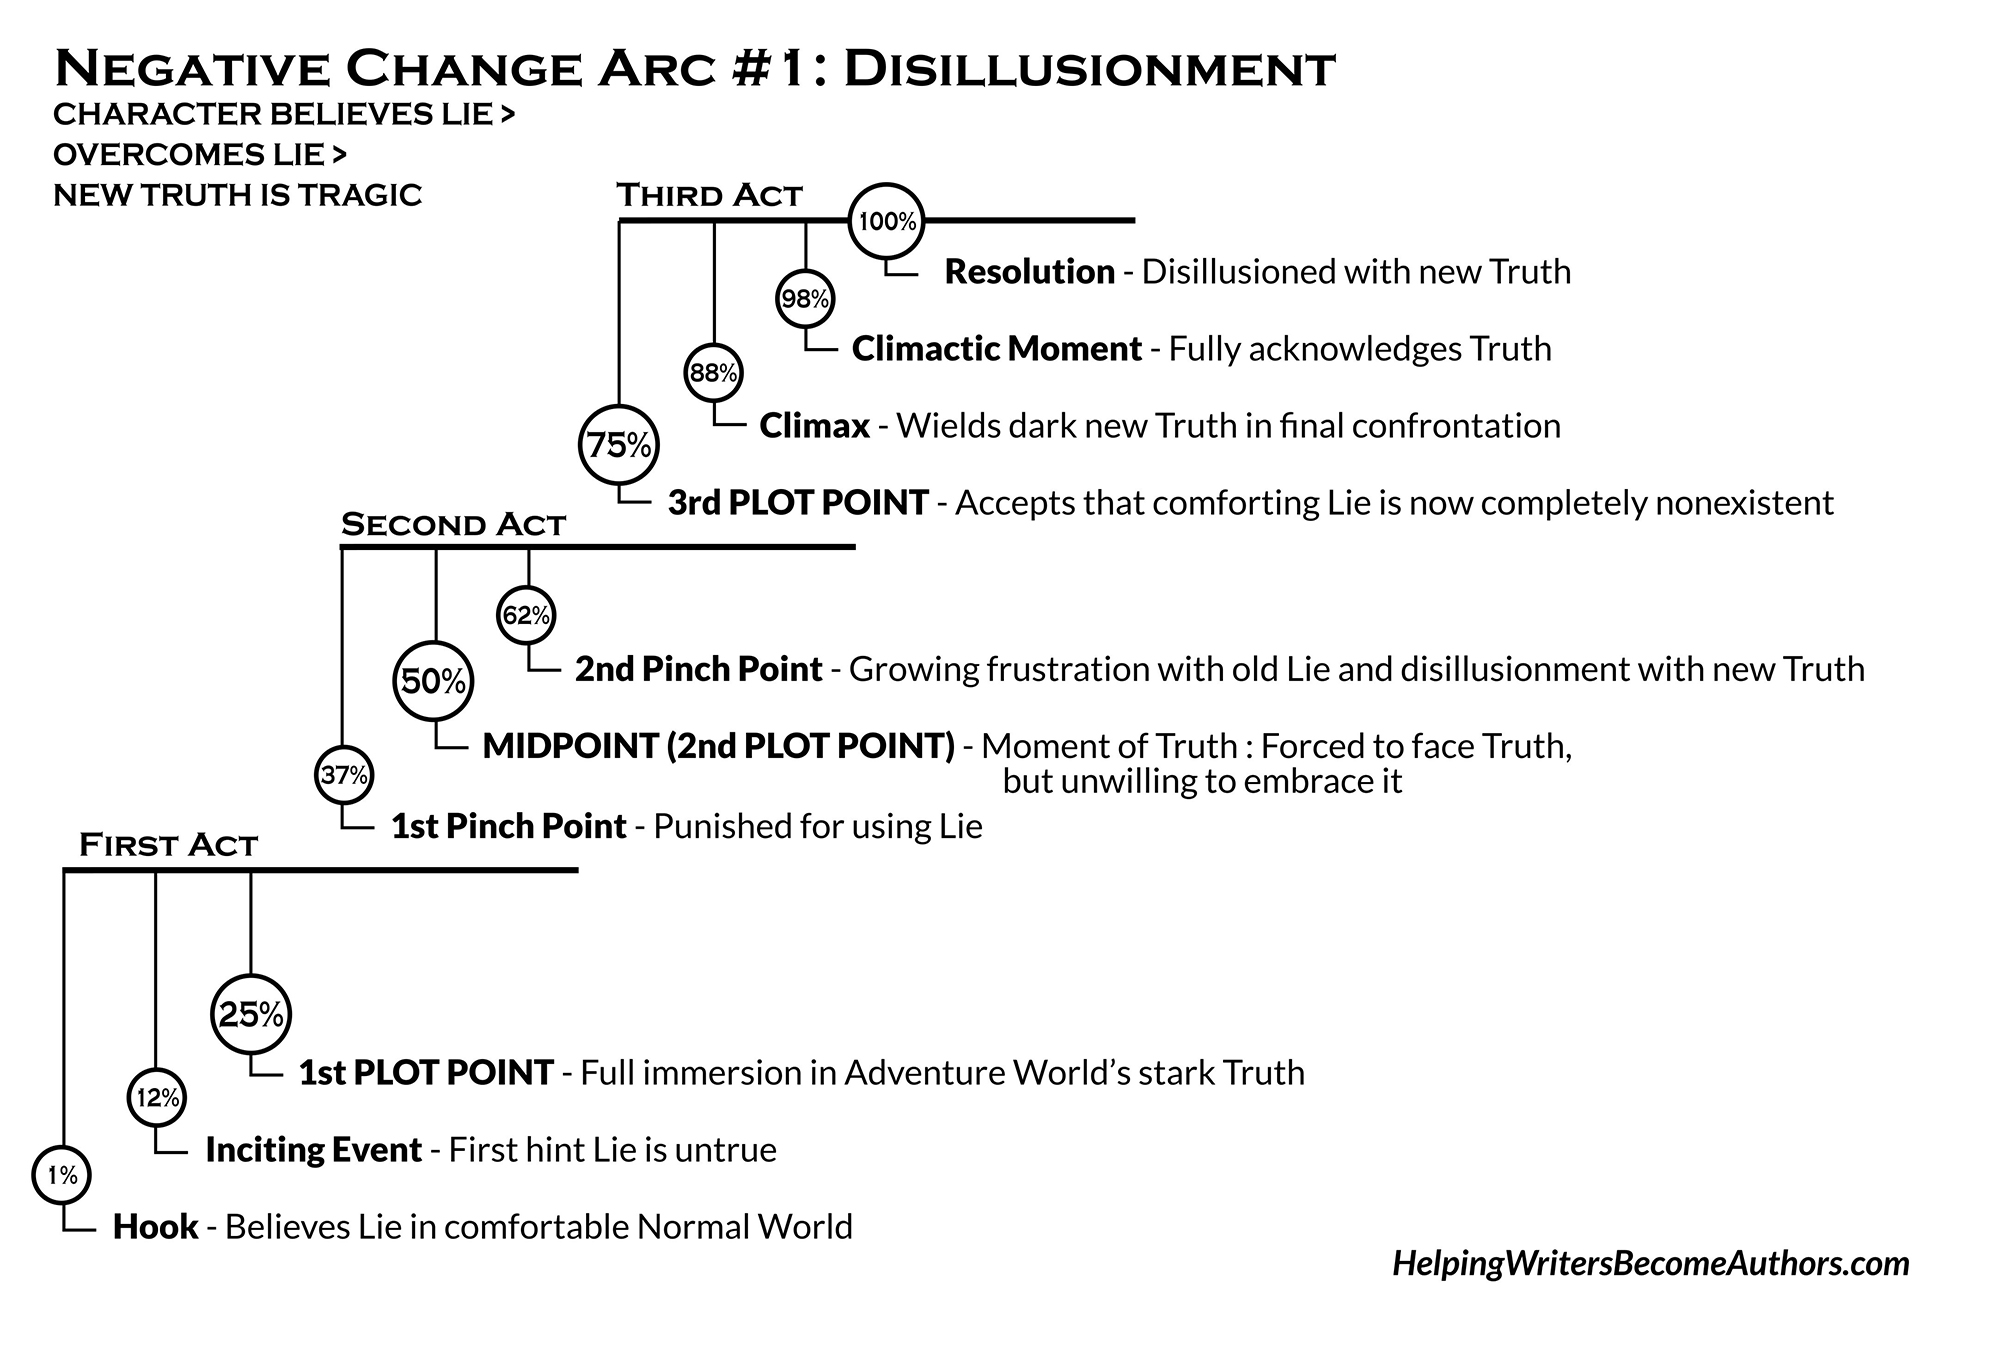 NEGATIVE CHANGE ARC #1: DISILLUSIONMENT
CHARACTER BELIEVES LIE >
OVERCOMES LIE >
NEW TRUTH IS TRAGIC
THIRD ACT
100%
Resolution - Disillusioned with new Truth
98%
Climactic Moment - Fully acknowledges Truth
88%
Climax - Wields dark new Truth in final confrontation
75%
3rd PLOT POINT - Accepts that comforting Lie is now completely nonexistent
SECOND ACT
62%
2nd Pinch Point - Growing frustration with old Lie and disillusionment with new Truth
50%
MIDPOINT (2nd PLOT POINT) - Moment of Truth : Forced to face Truth,
but unwilling to embrace it
37%
1st Pinch Point - Punished for using Lie
FIRST ACT
25%
1st PLOT POINT - Full immersion in Adventure World's stark Truth
12%
Inciting Event - First hint Lie is untrue
1%
Hook - Believes Lie in comfortable Normal World
HelpingWritersBecomeAuthors.com